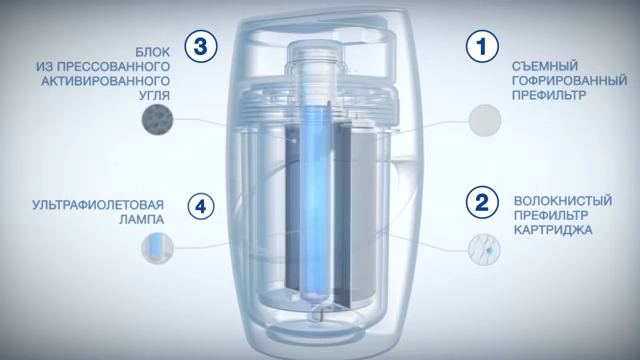 3
БЛОК
ИЗ ПРЕССОВАННОГО
АКТИВИРОВАННОГО
УГЛЯ
1
СЪЕМНЫЙ
ГОФРИРОВАННЫЙ
ПРЕФИЛЬТР
4
УЛЬТРАФИОЛЕТОВАЯ
ЛАМПА
2
ВОЛОКНИСТЫЙ
ПРЕФИЛЬТР
КАРТРИДЖА